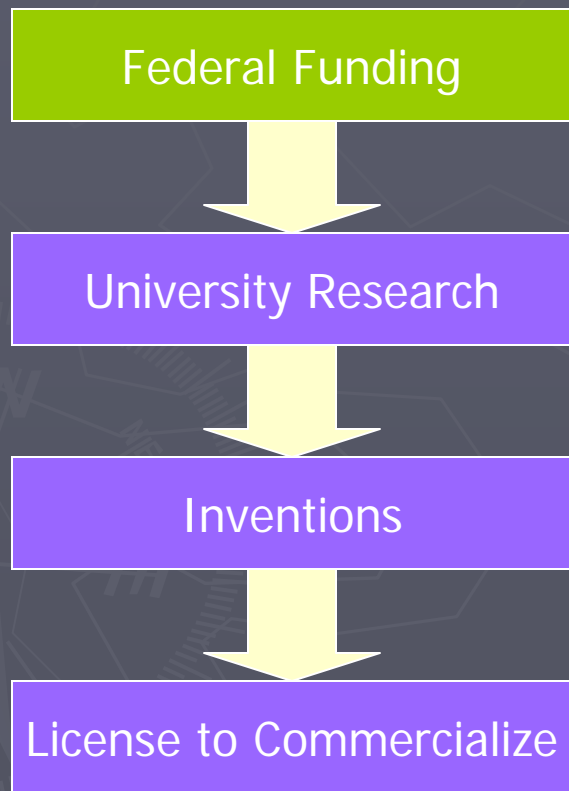 Federal Funding
University Research
Inventions
License to Commercialize